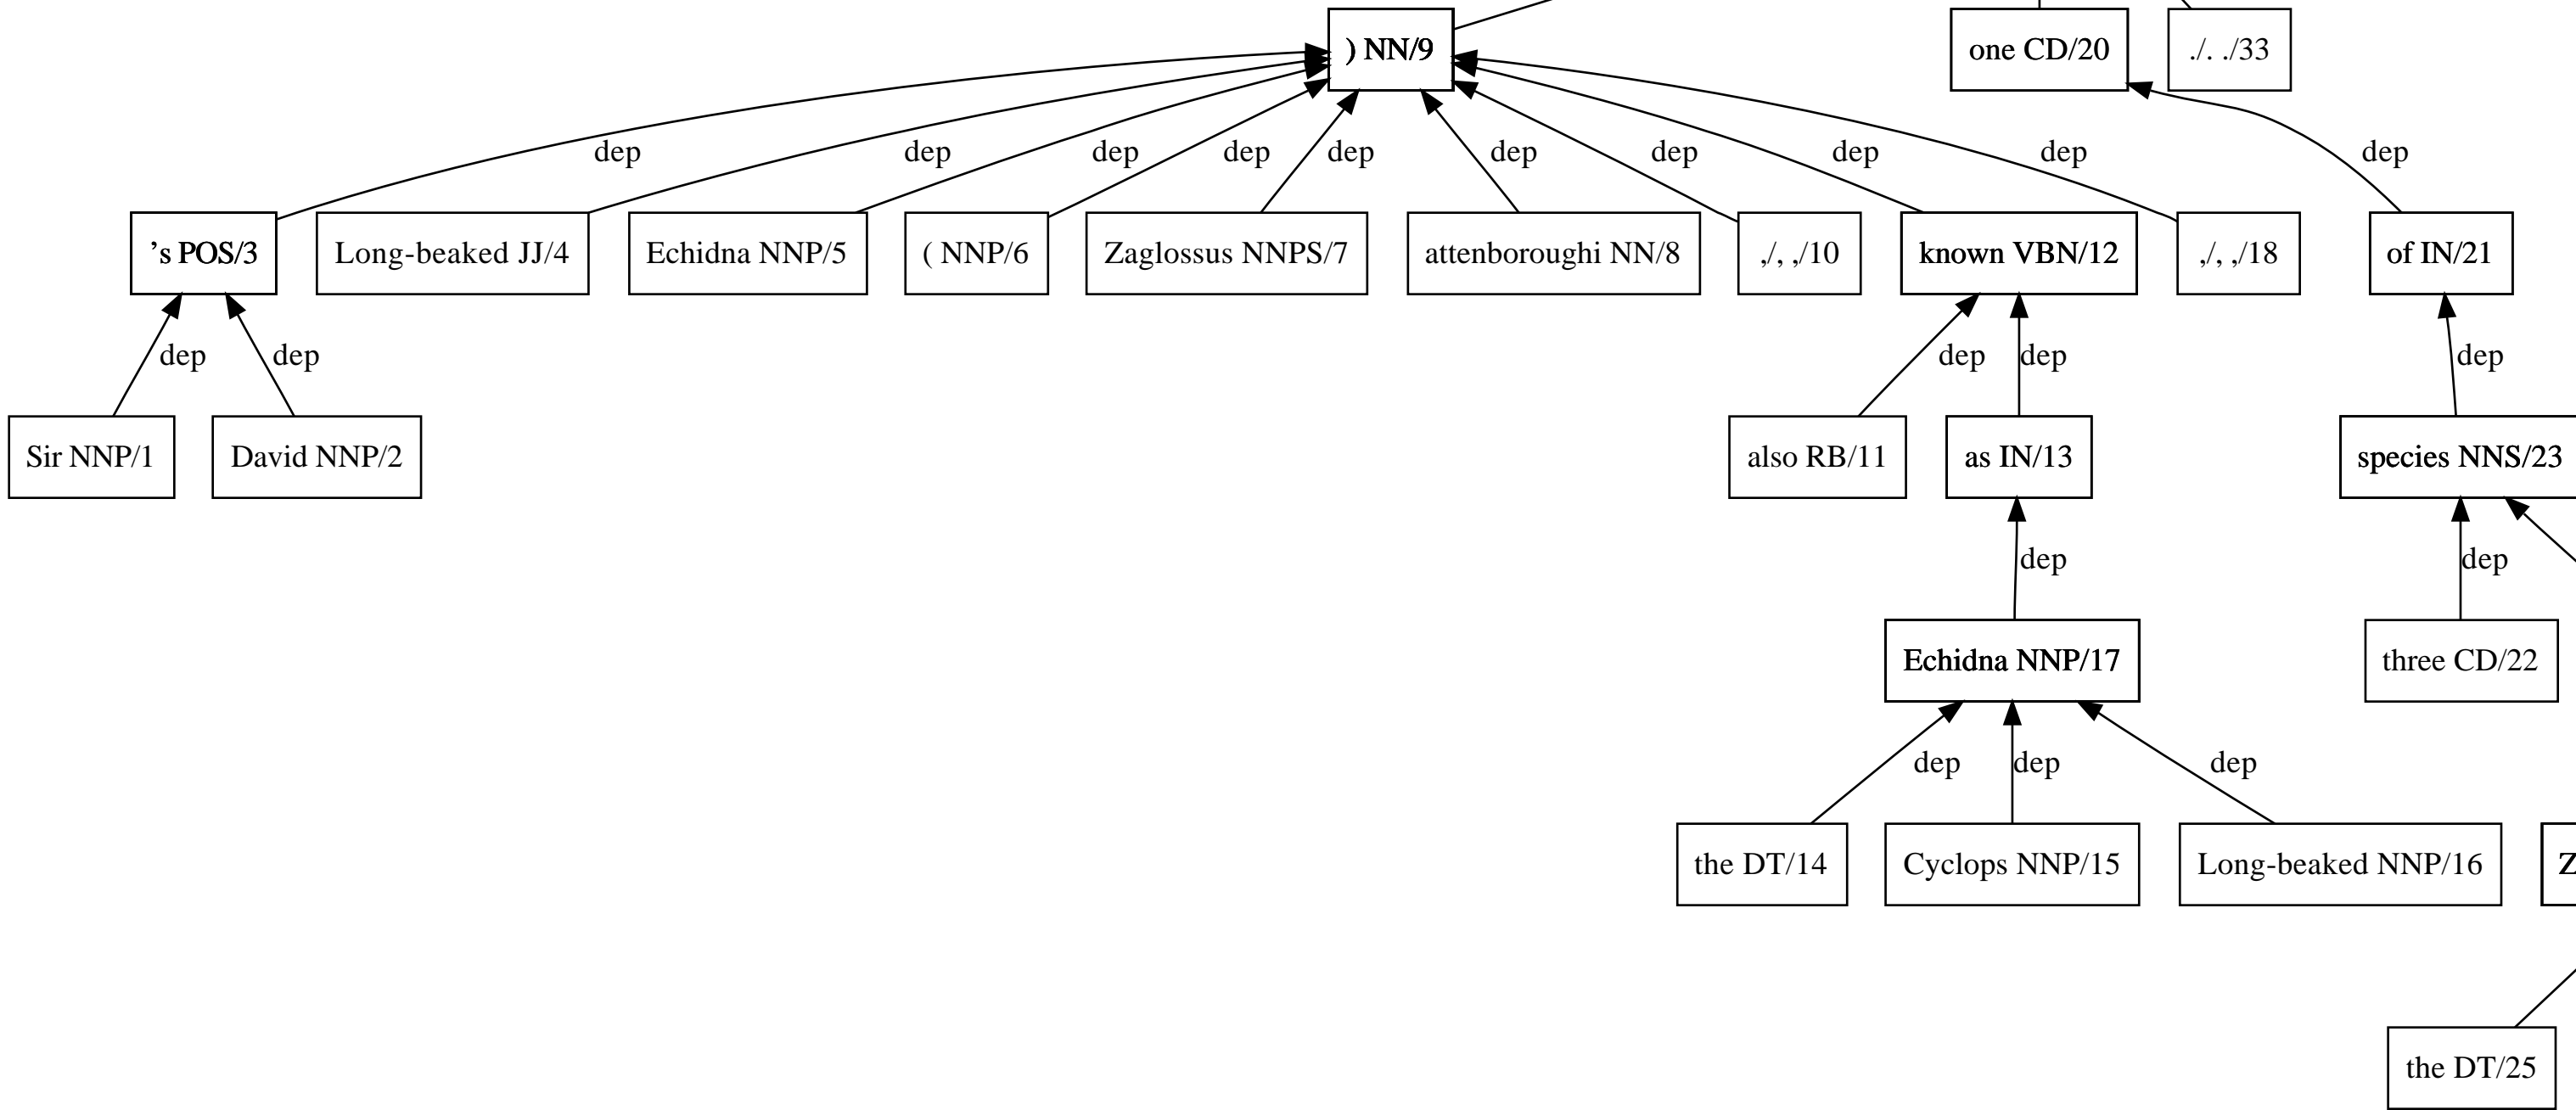 ) NN/9 one CD/20 ./. ./33
dep dep dep dep dep dep dep dep dep dep
’s POS/3 Long-beaked JJ/4 Echidna NNP/5 ( NNP/6 Zaglossus NNPS/7 attenboroughi NN/8 ,/, ,/10 known VBN/12 ,/, ,/18 of IN/21
dep dep dep dep dep
Sir NNP/1 David NNP/2 also RB/11 as IN/13 species NNS/23
dep dep
Echidna NNP/17 three CD/22
dep dep dep
the DT/14 Cyclops NNP/15 Long-beaked NNP/16
the DT/25